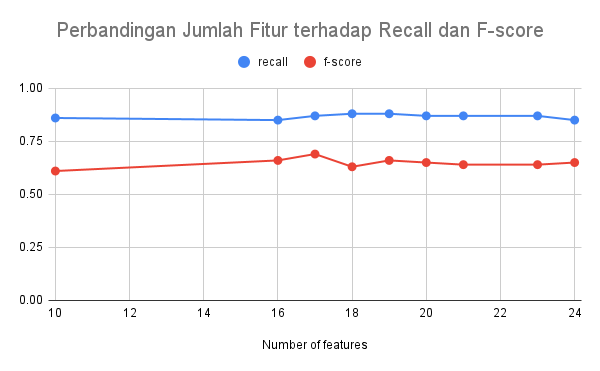 Perbandingan Jumlah Fitur terhadap Recall dan F-score
recall f-score
1.00
0.75
0.50
0.25
0.00
10 12 14 16 18 20 22 24
Number of features